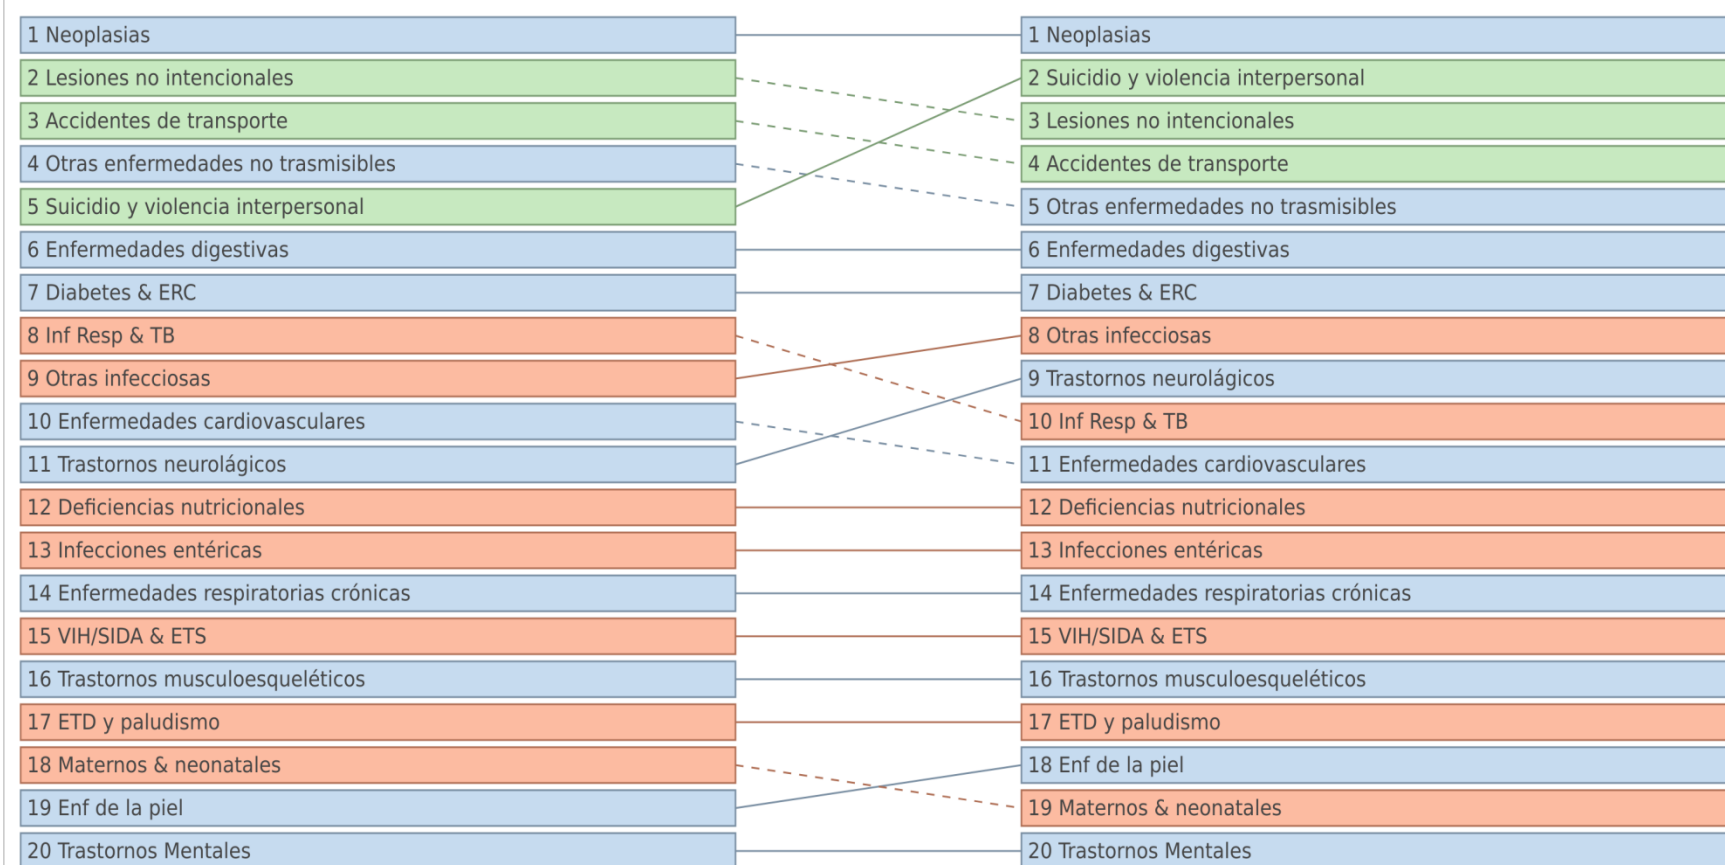 1 Neoplasias
2 Lesiones no intencionales
3 Accidentes de transporte
4 Otras enfermedades no trasmisibles
5 Suicidio y violencia interpersonal
6 Enfermedades digestivas
7 Diabetes & ERC
8 Inf Resp & TB
9 Otras infecciosas
10 Enfermedades cardiovasculares
11 Trastornos neurolágicos
12 Deficiencias nutricionales
13 Infecciones entéricas
14 Enfermedades respiratorias crónicas
15 VIH/SIDA & ETS
16 Trastornos musculoesqueléticos
17 ETD y paludismo
18 Maternos & neonatales
19 Enf de la piel
20 Trastornos Mentales
1 Neoplasias
2 Suicidio y violencia interpersonal
3 Lesiones no intencionales
4 Accidentes de transporte
5 Otras enfermedades no trasmisibles
6 Enfermedades digestivas
7 Diabetes & ERC
8 Otras infecciosas
9 Trastornos neurolágicos
10 Inf Resp & TB
11 Enfermedades cardiovasculares
12 Deficiencias nutricionales
13 Infecciones entéricas
14 Enfermedades respiratorias crónicas
15 VIH/SIDA & ETS
16 Trastornos musculoesqueléticos
17 ETD y paludismo
18 Enf de la piel
19 Maternos & neonatales
20 Trastornos Mentales